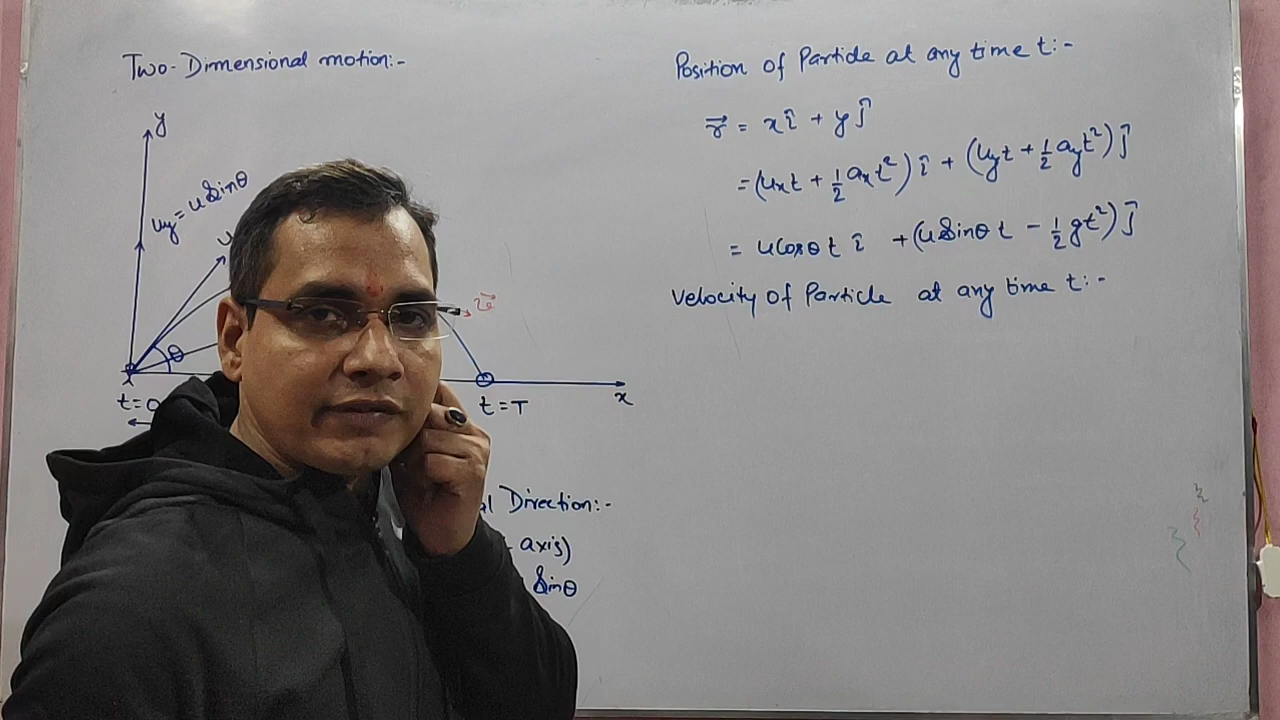 Two-Dimensional motion:-
y
uy = u Sinθ
u
v⃗
θ
t=0
t = T
x
Direction:-
axis)
Sinθ
Position of Particle at any time t:-
r⃗ = x î + y ĵ
= (uxt + 1/2 axt²) î + (uyt + 1/2 ayt²) ĵ
= u Cosθ t î + (u Sinθ t - 1/2 gt²) ĵ
Velocity of Particle at any time t:-